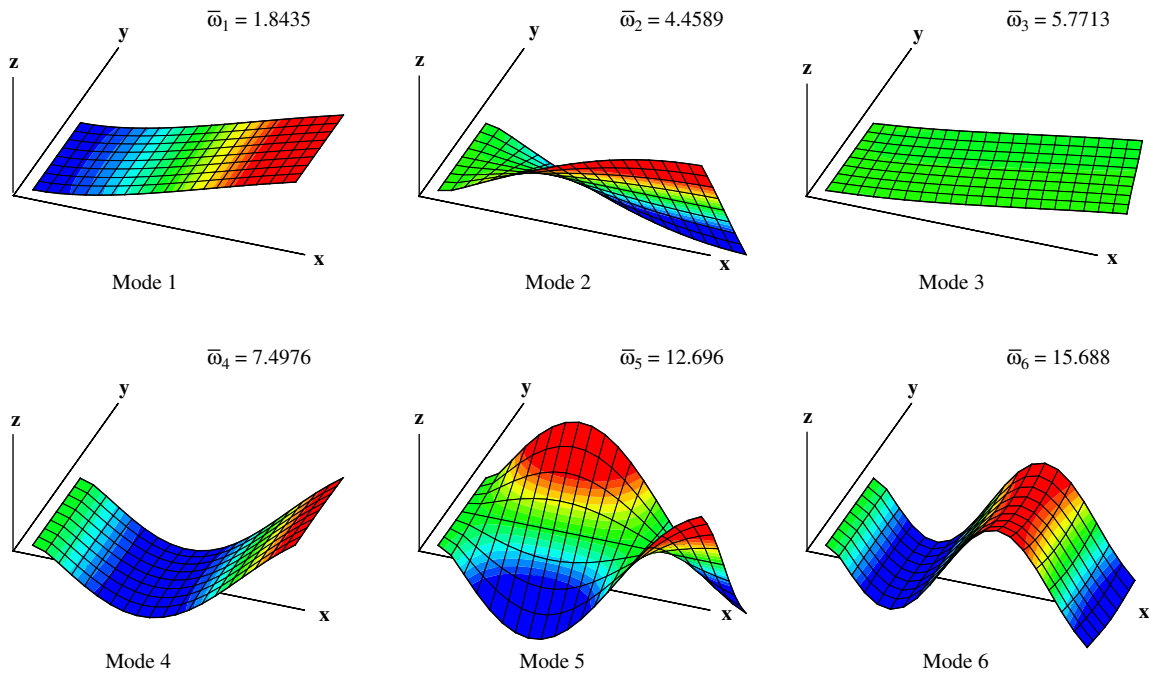 ω̅₁ = 1.8435
y
z
x
Mode 1
ω̅₂ = 4.4589
y
z
x
Mode 2
ω̅₃ = 5.7713
y
z
x
Mode 3
ω̅₄ = 7.4976
y
z
x
Mode 4
ω̅₅ = 12.696
y
z
x
Mode 5
ω̅₆ = 15.688
y
z
x
Mode 6